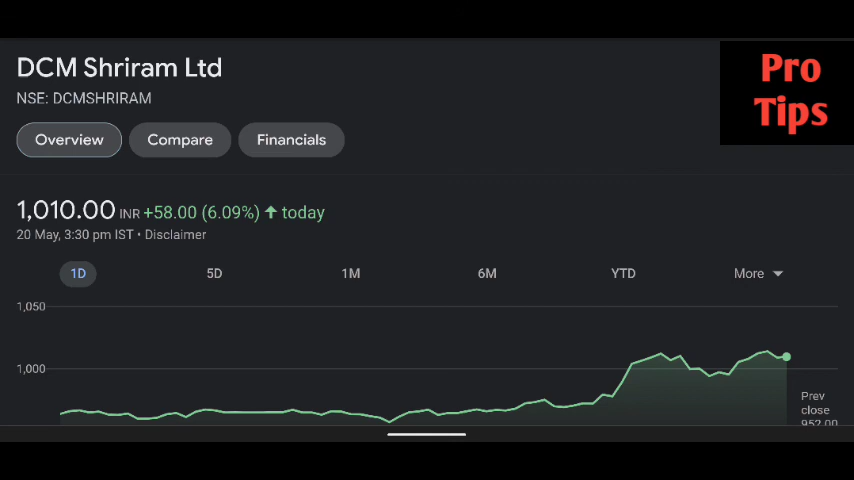 DCM Shriram Ltd
NSE: DCMSHRIRAM
Pro
Tips
Overview
Compare
Financials
1,010.00 INR +58.00 (6.09%) ↑ today
20 May, 3:30 pm IST • Disclaimer
1D
5D
1M
6M
YTD
More
1,050
1,000
Prev
close
952.00